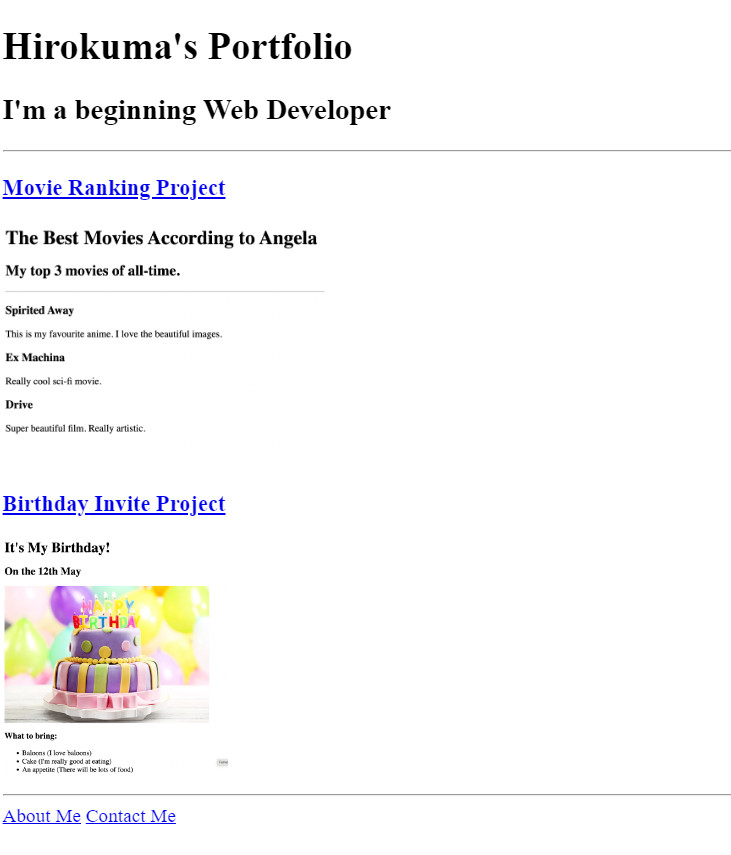 Hirokuma's Portfolio
I'm a beginning Web Developer
Movie Ranking Project
The Best Movies According to Angela
My top 3 movies of all-time.
Spirited Away
This is my favourite anime. I love the beautiful images.
Ex Machina
Really cool sci-fi movie.
Drive
Super beautiful film. Really artistic.
Birthday Invite Project
It's My Birthday!
On the 12th May
HAPPY
BIRTHDAY
What to bring:
Baloons (I love baloons)
Cake (I'm really good at eating)
An appetite (There will be lots of food)
About Me Contact Me